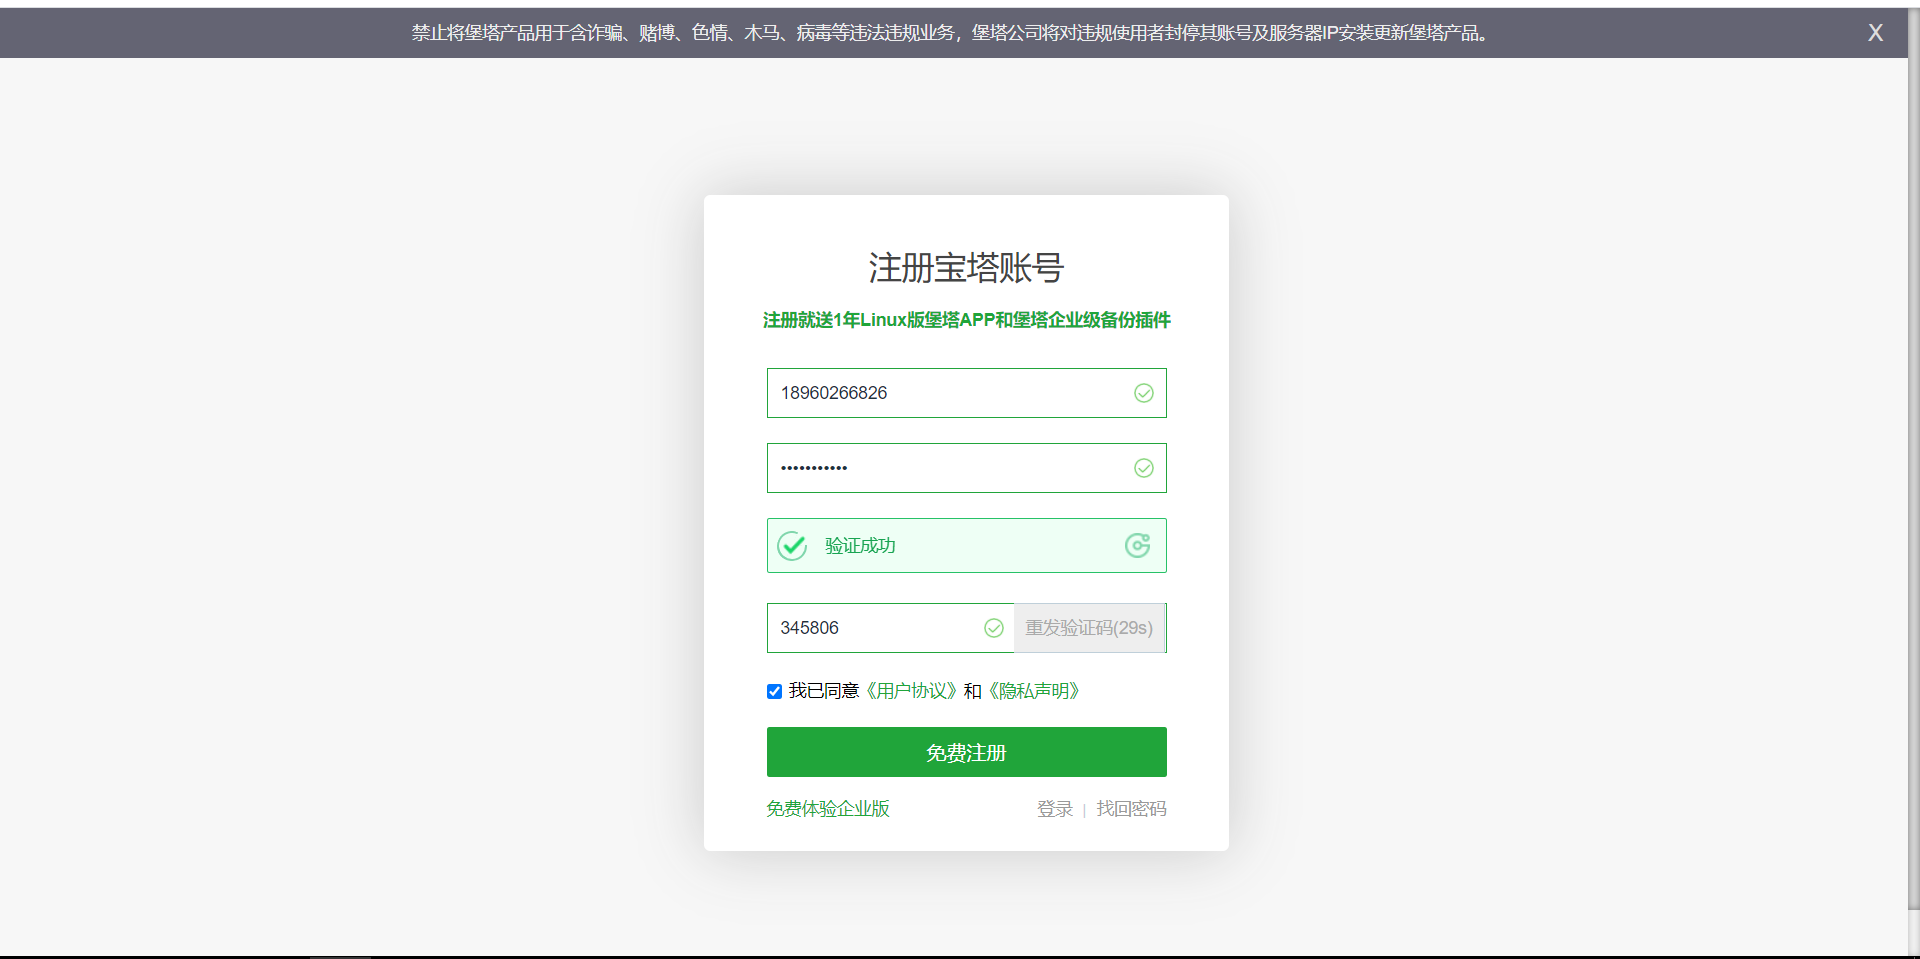 禁止将堡塔产品用于含诈骗、赌博、色情、木马、病毒等违法违规业务，堡塔公司将对违规使用者封停其账号及服务器IP安装更新堡塔产品。 X
注册宝塔账号
注册就送1年Linux版堡塔APP和堡塔企业级备份插件
18960266826
•••••••••••
验证成功
345806 重发验证码(29s)
我已同意《用户协议》和《隐私声明》
免费注册
免费体验企业版 登录 | 找回密码